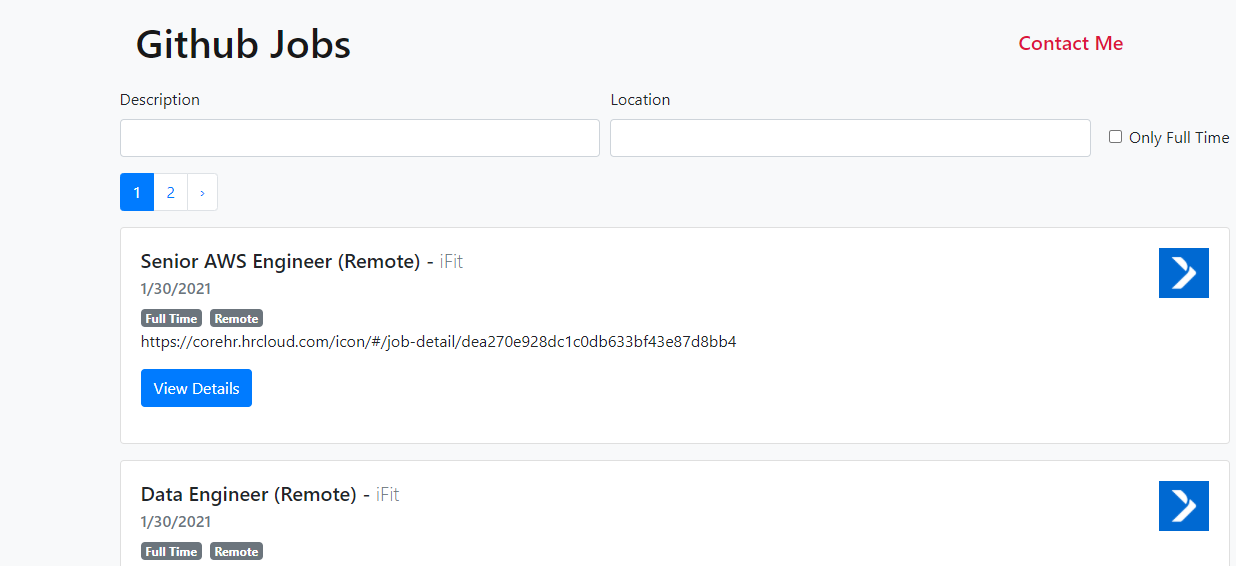 Github Jobs
Contact Me
Description
Location
Only Full Time
1 2 ›
Senior AWS Engineer (Remote) - iFit
1/30/2021
Full Time Remote
https://corehr.hrcloud.com/icon/#/job-detail/dea270e928dc1c0db633bf43e87d8bb4
View Details
Data Engineer (Remote) - iFit
1/30/2021
Full Time Remote